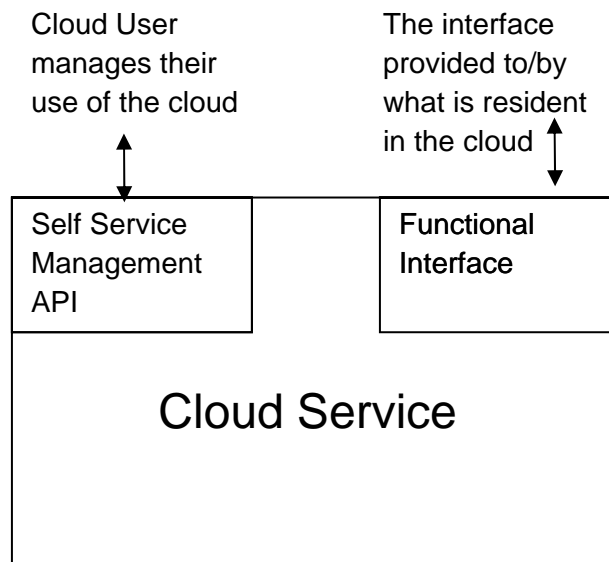 Cloud User
manages their
use of the cloud
The interface
provided to/by
what is resident
in the cloud
Self Service
Management
API
Functional
Interface
Cloud Service